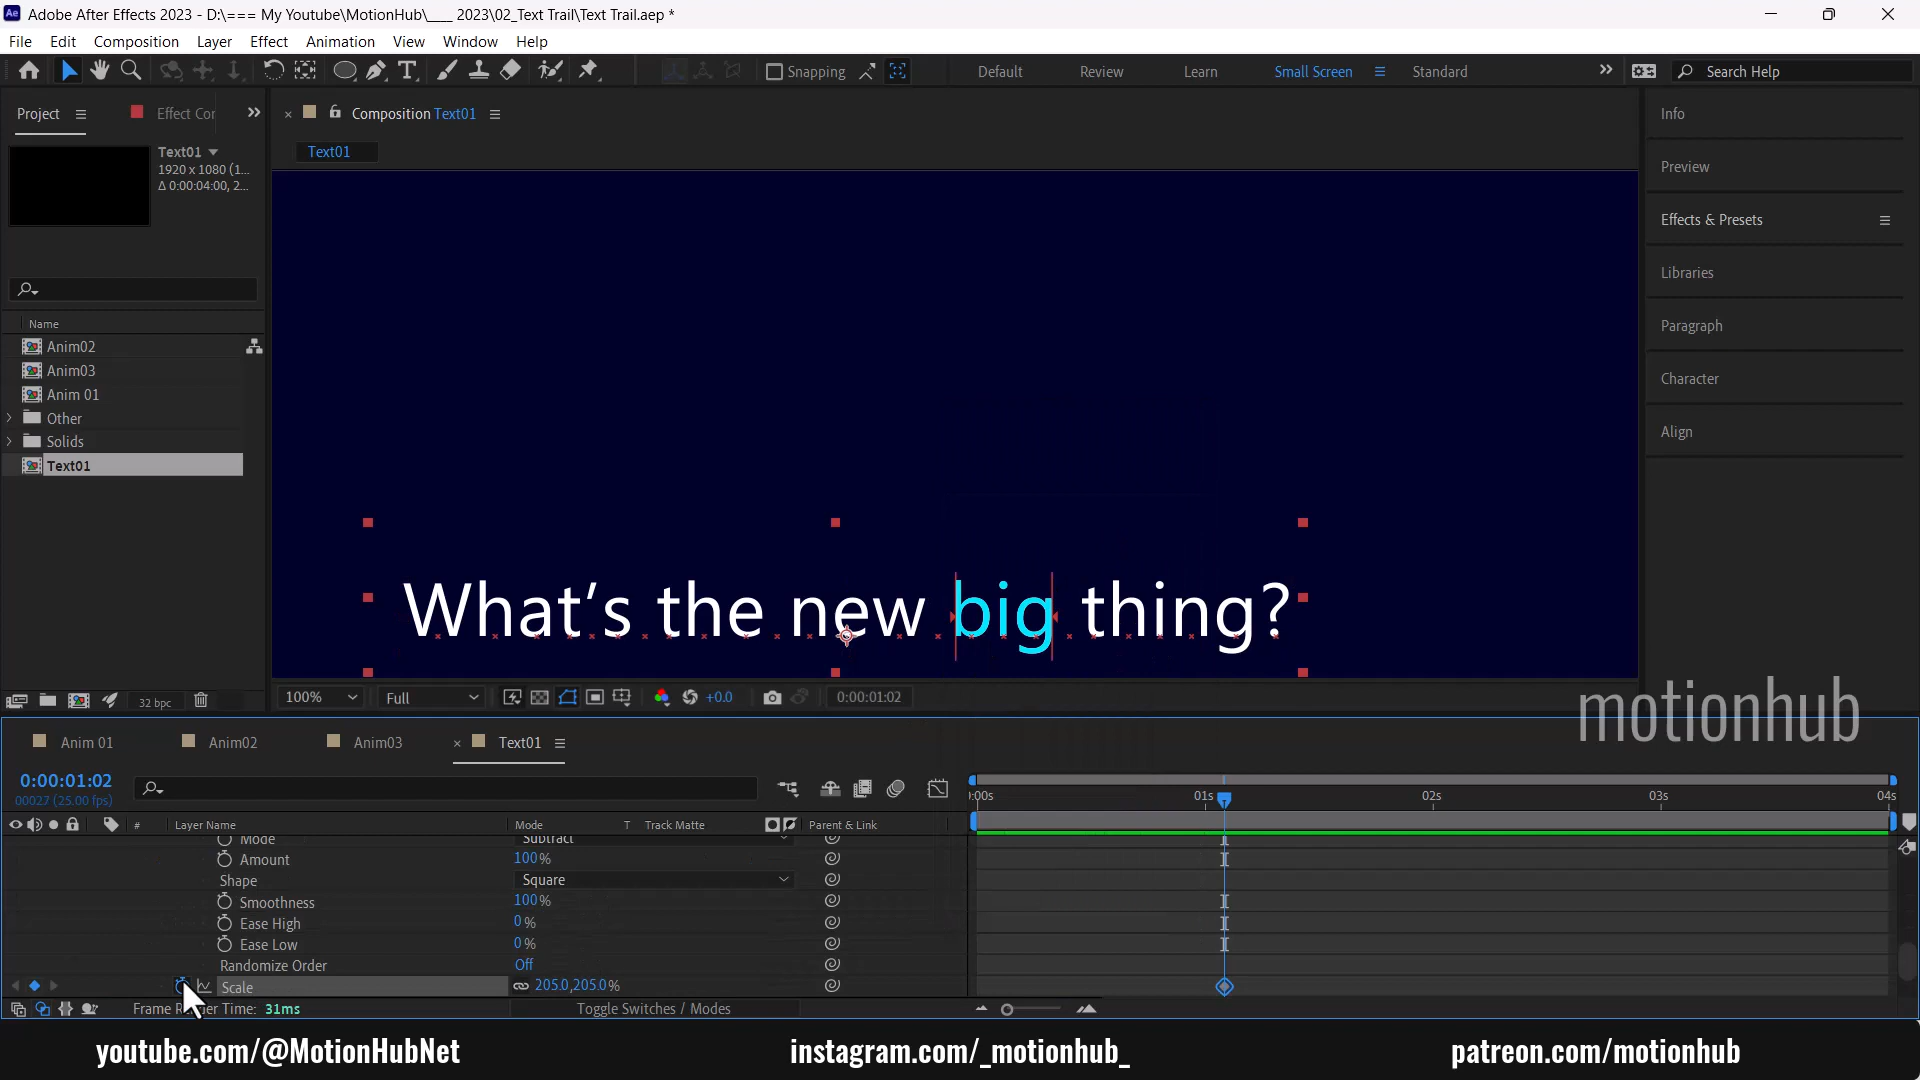 Adobe After Effects 2023 - D:\=== My Youtube\MotionHub\____ 2023\02_Text Trail\Text Trail.aep *
File Edit Composition Layer Effect Animation View Window Help
Snapping Default Review Learn Small Screen Standard Search Help
Project Effect Cor
Composition Text01
Text01
Text01
1920 x 1080 (1...
Δ 0:00:04:00, 2...
Name
Anim02
Anim03
Anim 01
Other
Solids
Text01
32 bpc
What's the new big thing?
100% Full +0.0 0:00:01:02
Info
Preview
Effects & Presets
Libraries
Paragraph
Character
Align
motionhub
Anim 01 Anim02 Anim03 Text01
0:00:01:02
00027 (25.00 fps)
:00s 01s 02s 03s 04s
# Layer Name Mode T Track Matte Parent & Link
Mode Subtract
Amount 100%
Shape Square
Smoothness 100%
Ease High 0%
Ease Low 0%
Randomize Order Off
Scale 205.0,205.0%
Frame Render Time: 31ms Toggle Switches / Modes
youtube.com/@MotionHubNet instagram.com/_motionhub_ patreon.com/motionhub